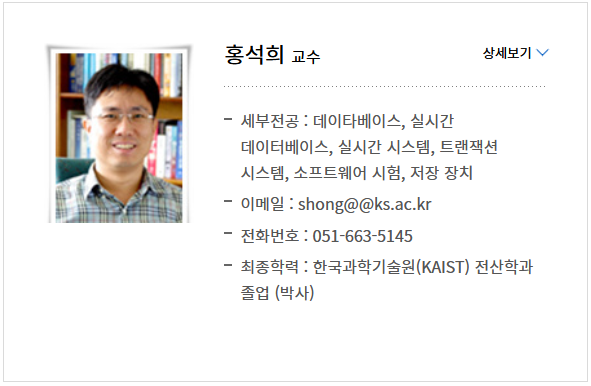 홍석희 교수
상세보기
세부전공 : 데이타베이스, 실시간
데이터베이스, 실시간 시스템, 트랜잭션
시스템, 소프트웨어 시험, 저장 장치
이메일 : shong@@ks.ac.kr
전화번호 : 051-663-5145
최종학력 : 한국과학기술원(KAIST) 전산학과
졸업 (박사)